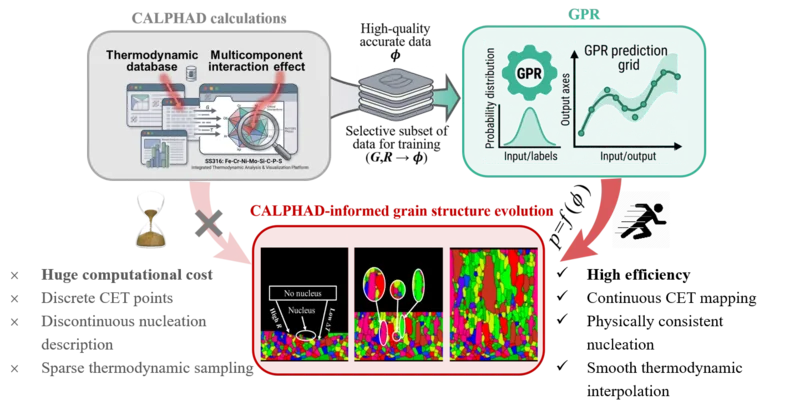 CALPHAD calculations
Thermodynamic
database
Multicomponent
interaction effect
SS316: Fe-Cr-Ni-Mo-Si-C-P-S
Integrated Thermodynamic Analysis & Visualization Platform
High-quality
accurate data
ϕ
Selective subset of
data for training
(G,R → ϕ)
GPR
GPR
Probability distribution
Input/labels
GPR prediction
grid
Output axes
Input/output
CALPHAD-informed grain structure evolution
p=f(ϕ)
No nucleus
Nucleus
High R
× Huge computational cost
× Discrete CET points
× Discontinuous nucleation
description
× Sparse thermodynamic sampling
✓ High efficiency
✓ Continuous CET mapping
✓ Physically consistent
nucleation
✓ Smooth thermodynamic
interpolation